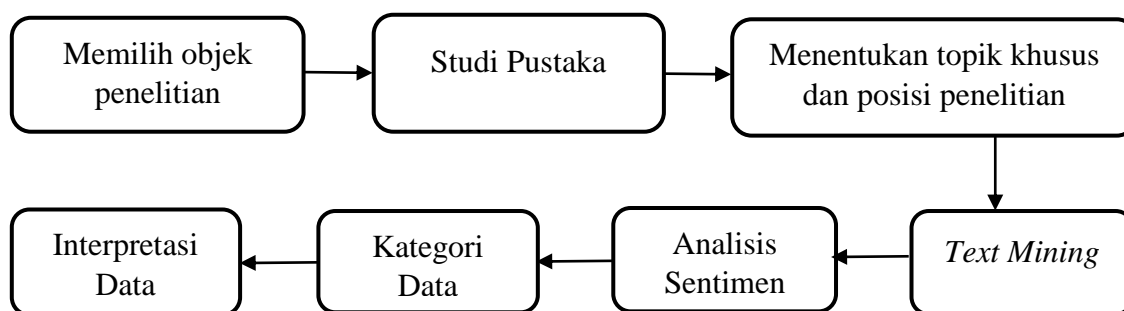 Memilih objek
penelitian
Studi Pustaka
Menentukan topik khusus
dan posisi penelitian
Text Mining
Analisis
Sentimen
Kategori
Data
Interpretasi
Data